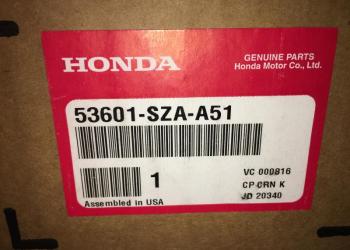 HONDA
GENUINE PARTS
Honda Motor Co., Ltd.
53601-SZA-A51
1
VC 000816
CP CRN K
JD 20340
Assembled in USA